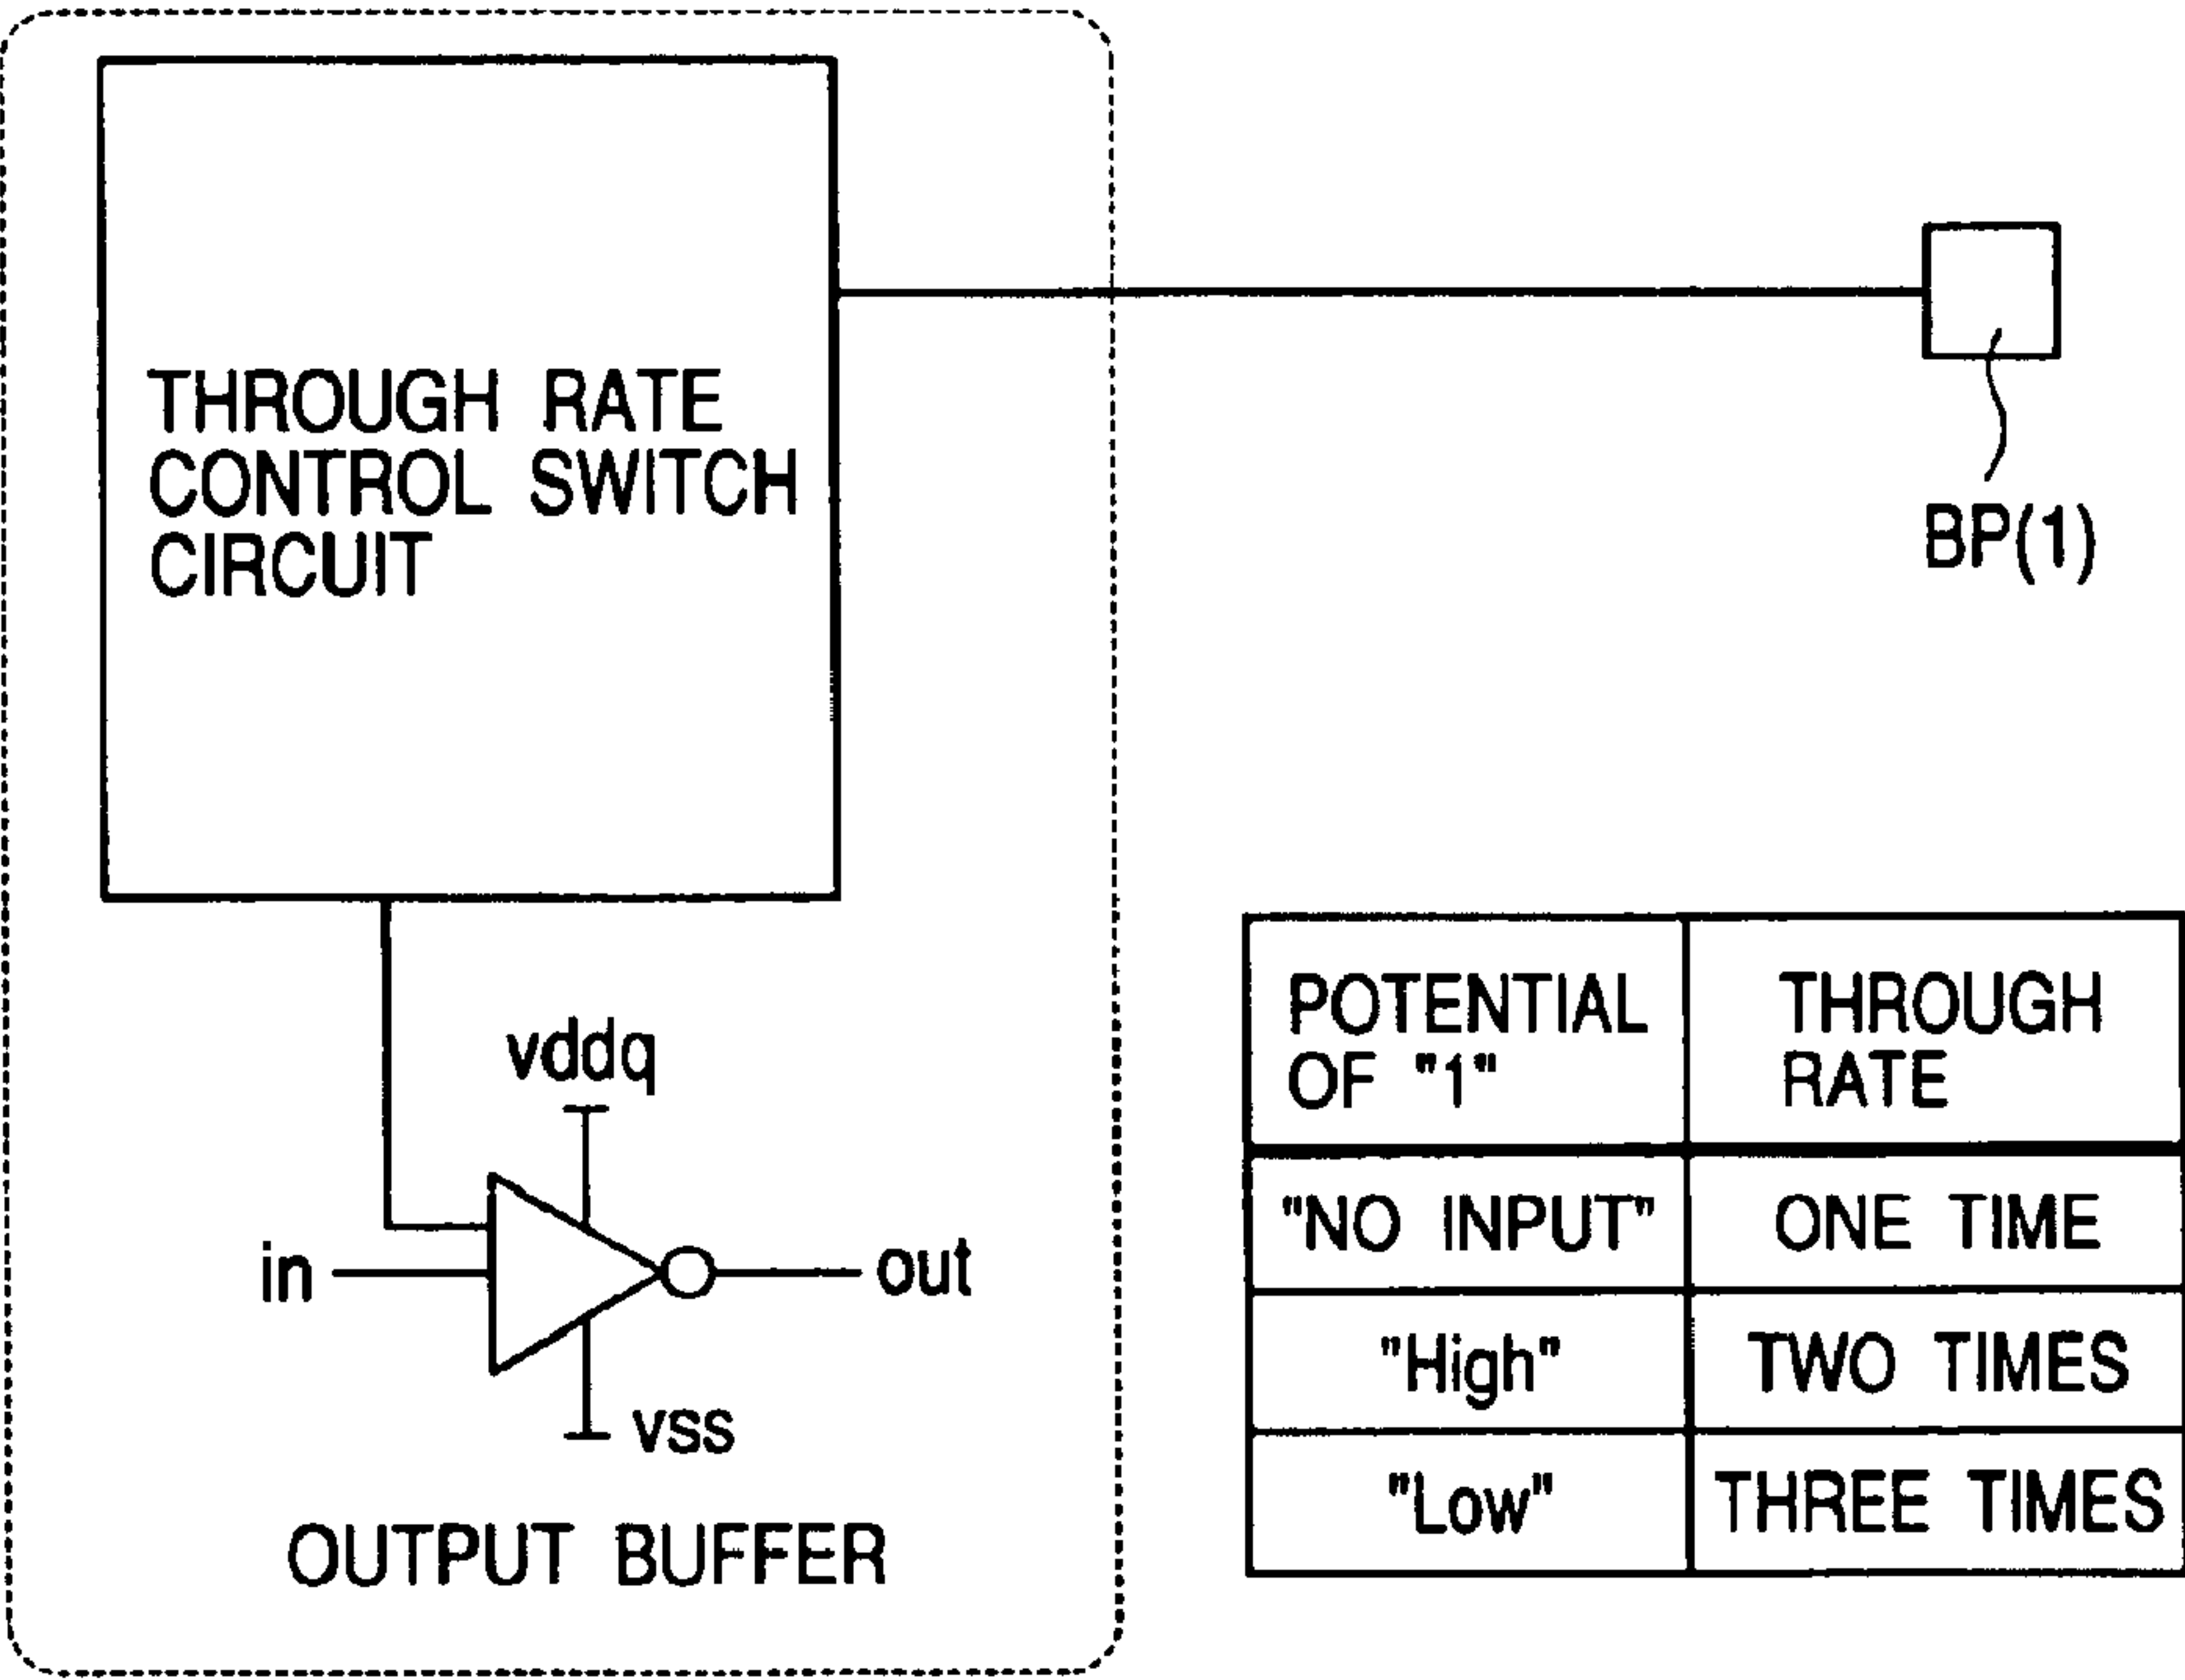 THROUGH RATE
CONTROL SWITCH
CIRCUIT
BP(1)
vddq
in
out
vss
OUTPUT BUFFER
POTENTIAL
OF "1"
THROUGH
RATE
"NO INPUT"
ONE TIME
"High"
TWO TIMES
"Low"
THREE TIMES